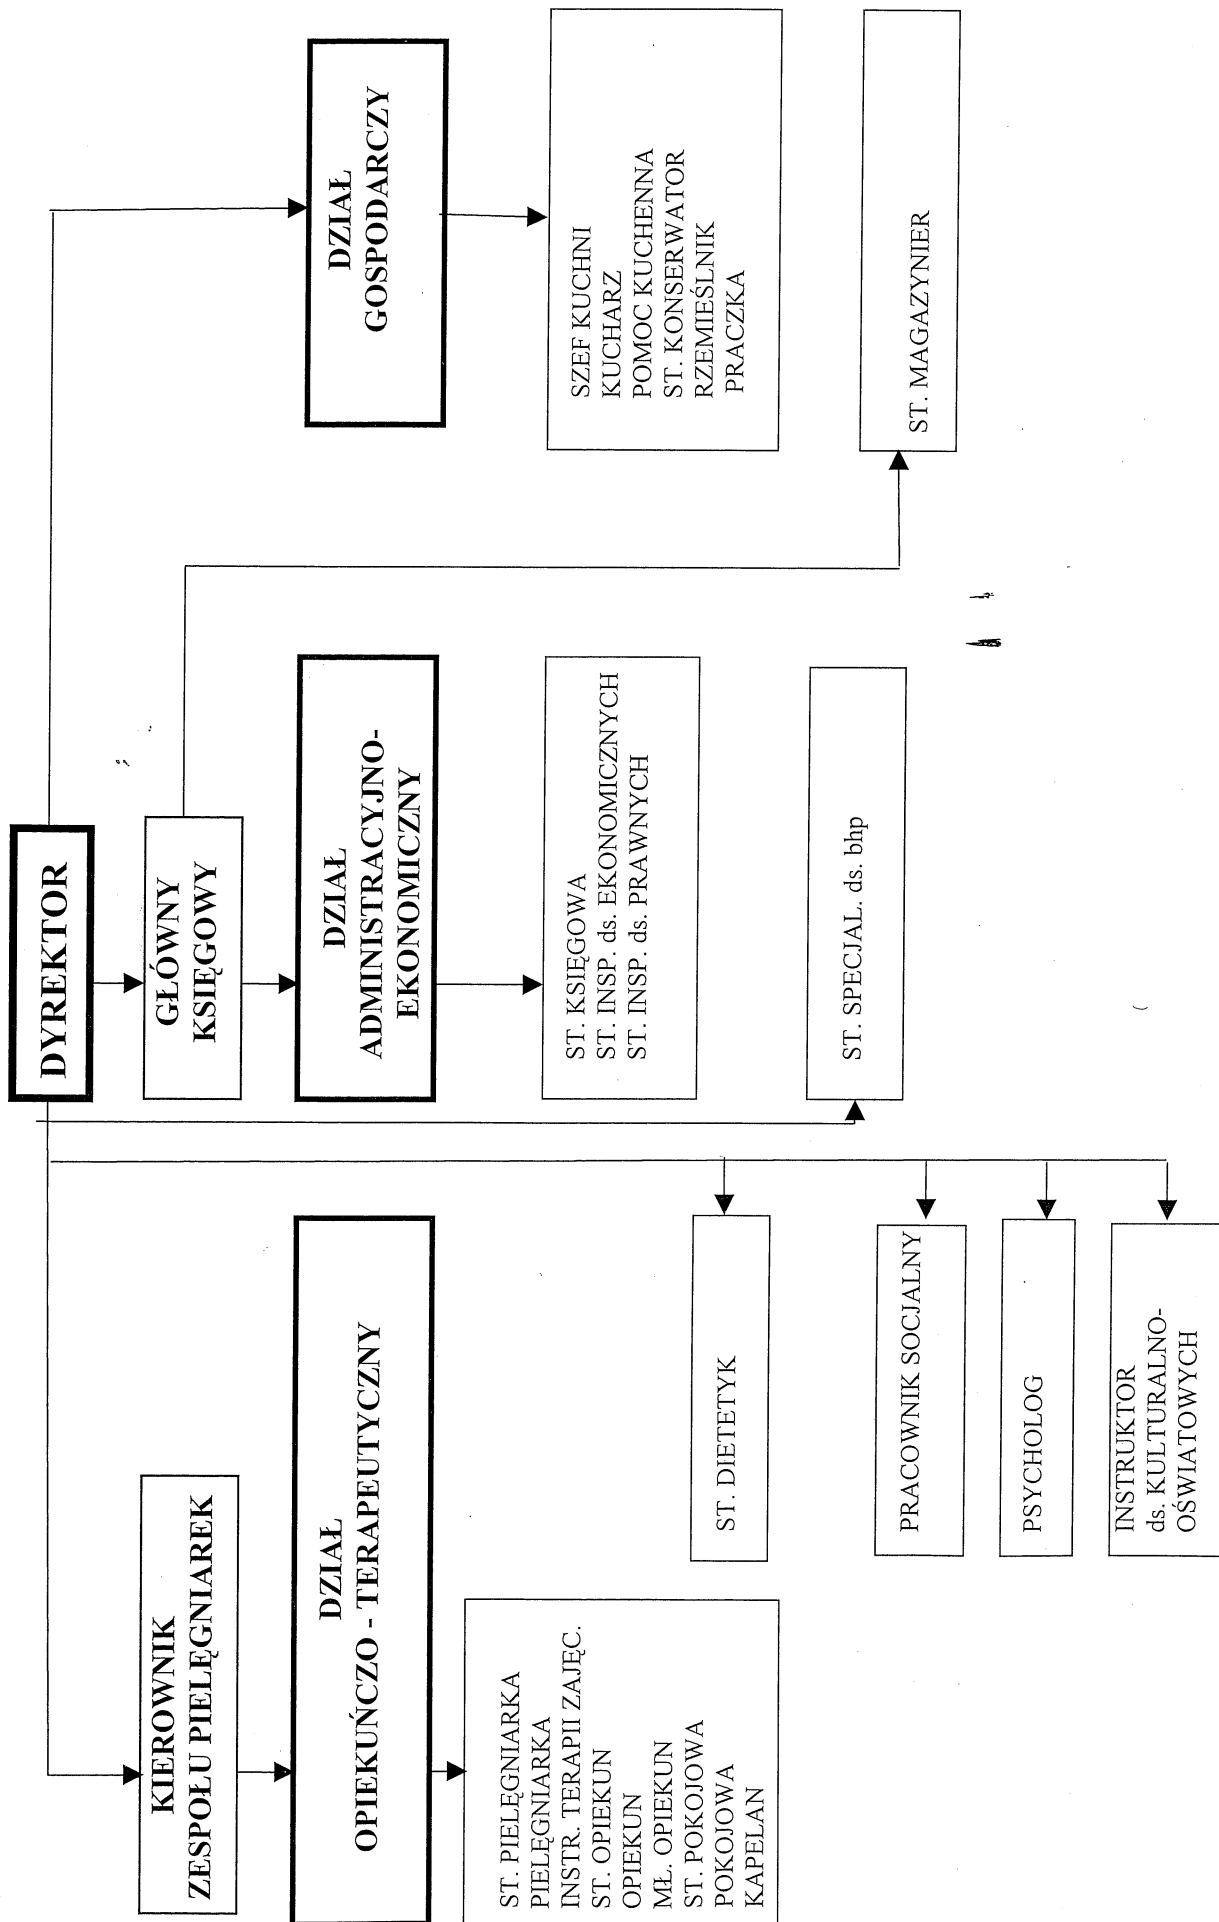 DYREKTOR
KIEROWNIK
ZESPOŁU PIELĘGNIAREK
GŁÓWNY
KSIĘGOWY
DZIAŁ
OPIEKUŃCZO - TERAPEUTYCZNY
DZIAŁ
ADMINISTRACYJNO-
EKONOMICZNY
DZIAŁ
GOSPODARCZY
ST. PIELĘGNIARKA
PIELĘGNIARKA
INSTR. TERAPII ZAJĘC.
ST. OPIEKUN
OPIEKUN
MŁ. OPIEKUN
ST. POKOJOWA
POKOJOWA
KAPELAN
ST. KSIĘGOWA
ST. INSP. ds. EKONOMICZNYCH
ST. INSP. ds. PRAWNYCH
SZEF KUCHNI
KUCHARZ
POMOC KUCHENNA
ST. KONSERWATOR
RZEMIEŚLNIK
PRACZKA
ST. DIETETYK
ST. SPECJAL. ds. bhp
ST. MAGAZYNIER
PRACOWNIK SOCJALNY
PSYCHOLOG
INSTRUKTOR
ds. KULTURALNO-
OŚWIATOWYCH